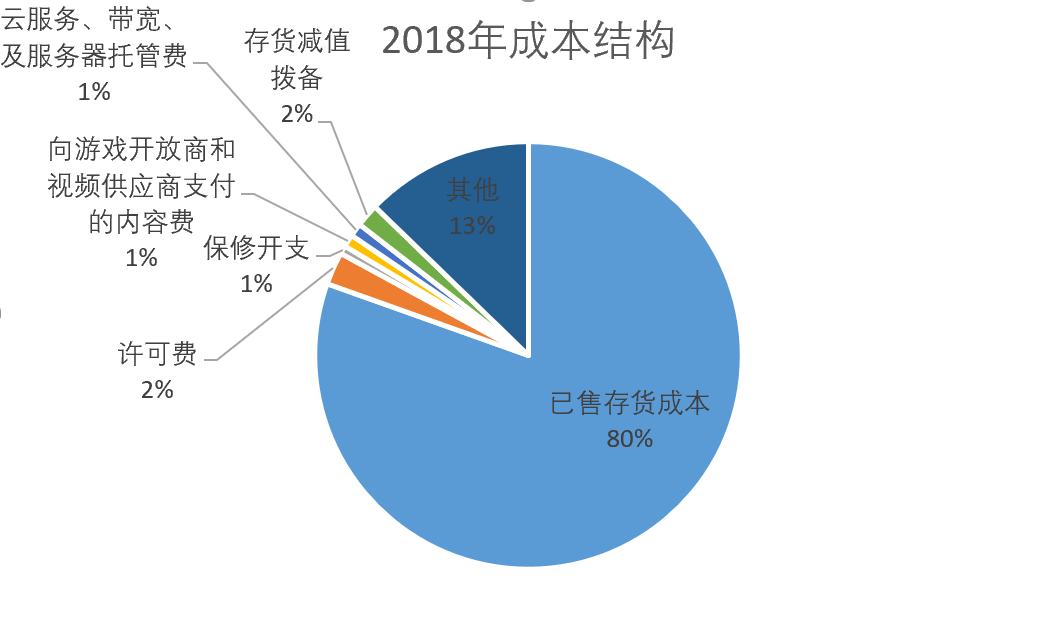 2018年成本结构
云服务、带宽、
及服务器托管费
1%
存货减值
拨备
2%
向游戏开放商和
视频供应商支付
的内容费
1%
保修开支
1%
许可费
2%
其他
13%
已售存货成本
80%